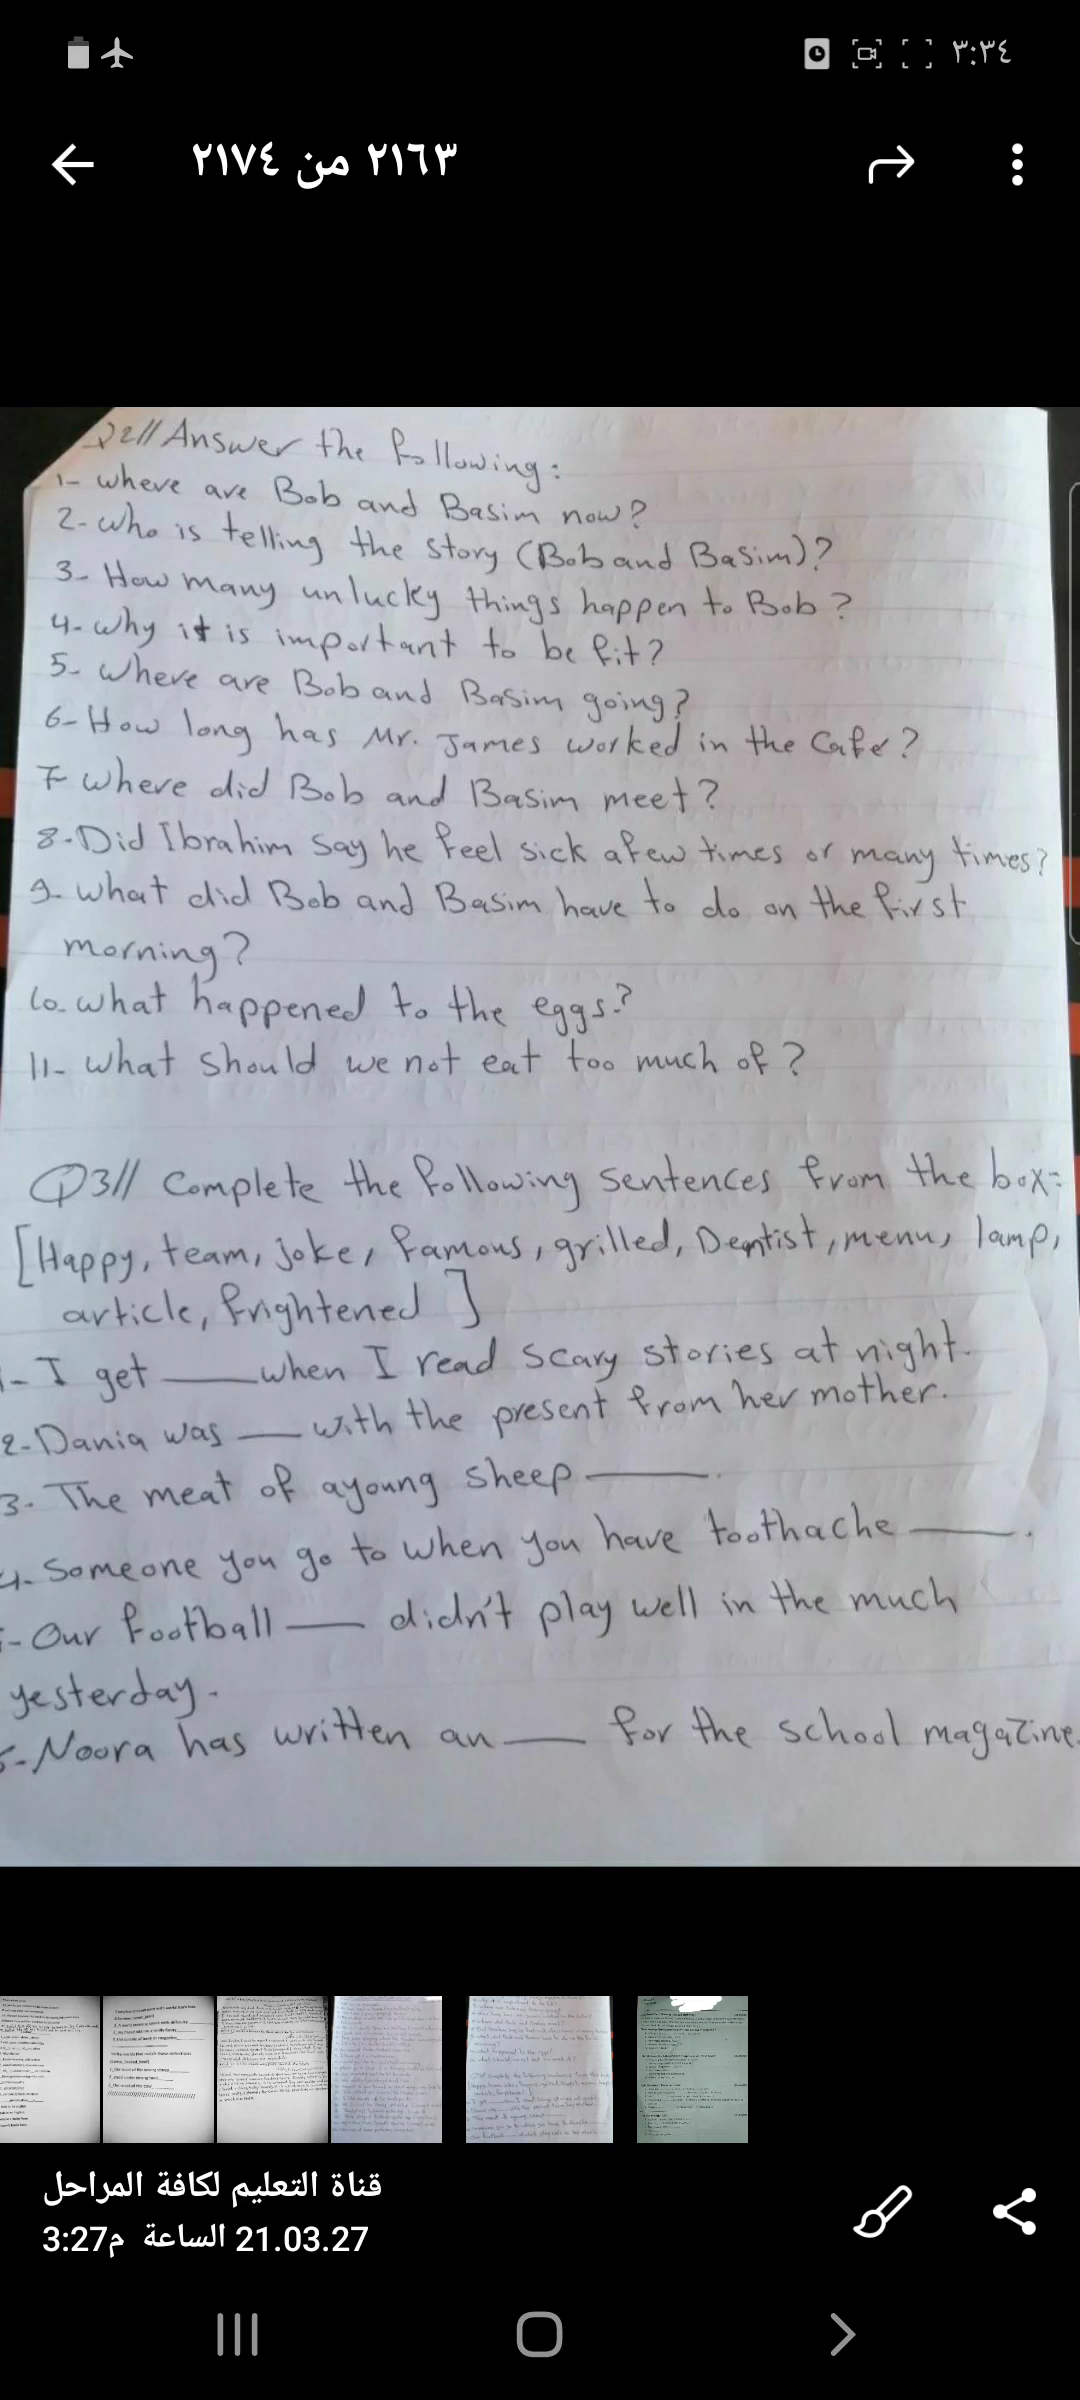 ٣:٣٤
٢١٦٣ من ٢١٧٤
Q2// Answer the following:
1- where are Bob and Basim now?
2- who is telling the story (Bob and Basim)?
3- How many unlucky things happen to Bob?
4- why it is important to be fit?
5- where are Bob and Basim going?
6- How long has Mr. James worked in the Cafe?
7- where did Bob and Basim meet?
8- Did Ibrahim say he feel sick afew times or many times?
9- what did Bob and Basim have to do on the first
morning?
10- what happened to the eggs?
11- what should we not eat too much of?
Q3// Complete the following sentences from the box=
[Happy, team, joke, famous, grilled, Dentist, menu, lamp,
article, frightened]
1- I get ___ when I read scary stories at night.
2- Dania was ___ with the present from her mother.
3- The meat of ayoung sheep ___.
4- Someone you go to when you have toothache ___.
- Our football ___ didn't play well in the much
yesterday.
- Noora has written an ___ for the school magazine.
قناة التعليم لكافة المراحل
21.03.27 الساعة 3:27م